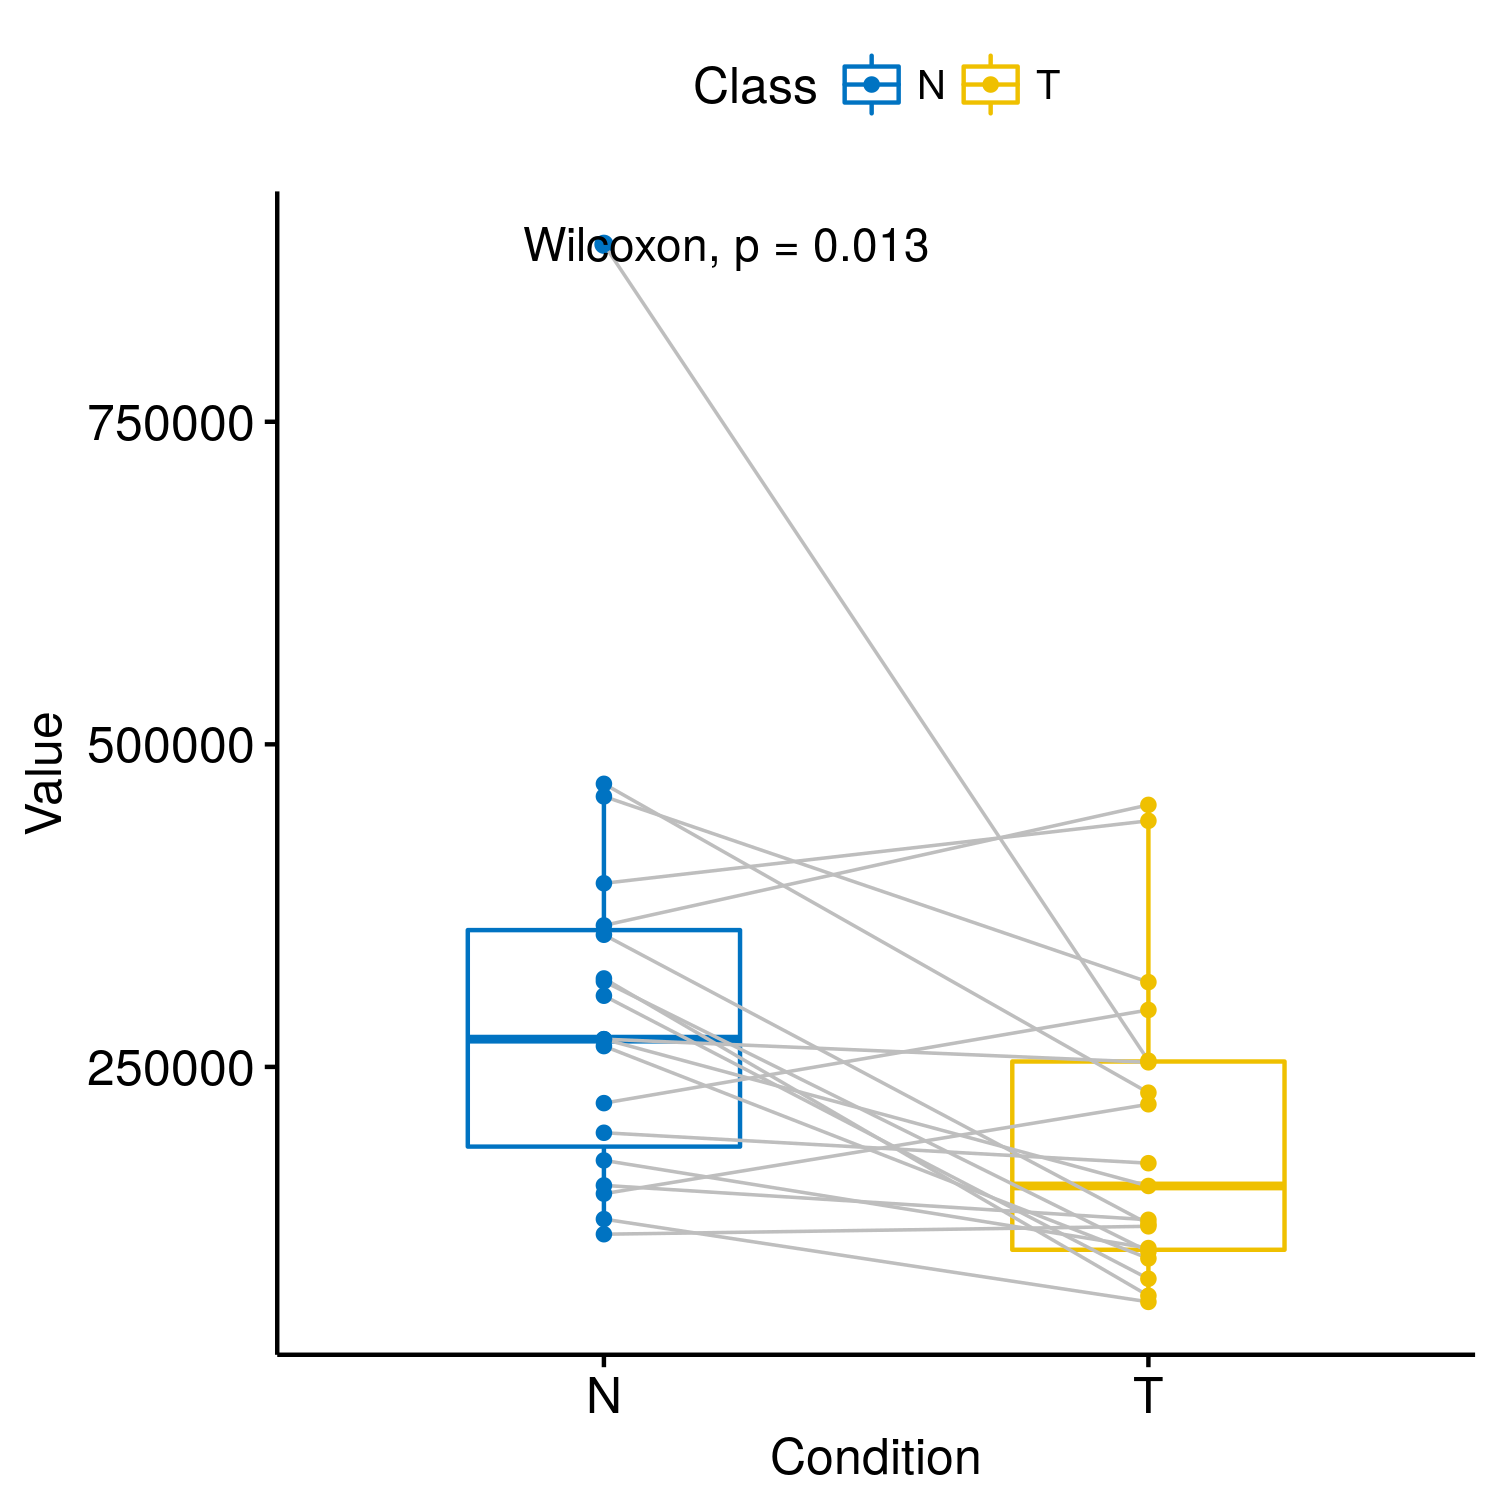 Class N T
Wilcoxon, p = 0.013
750000
500000
250000
Value
N T
Condition